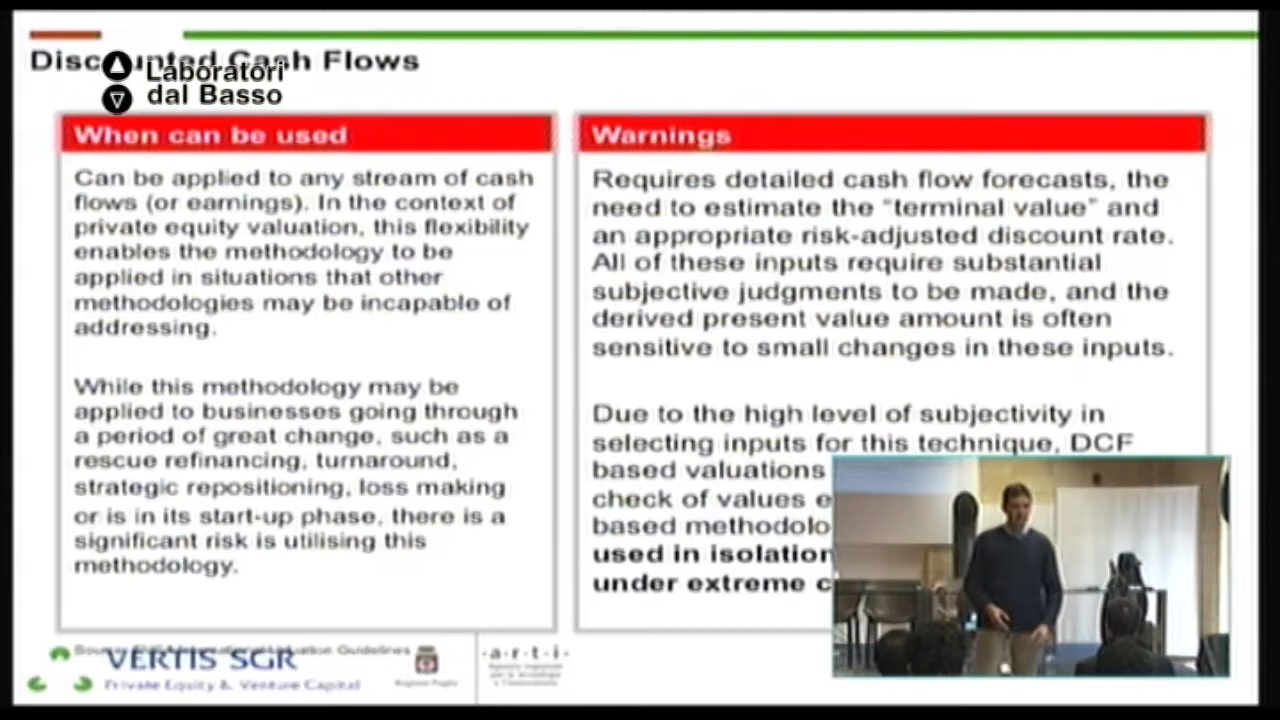 Discounted Cash Flows
Laboratori
dal Basso
When can be used
Can be applied to any stream of cash
flows (or earnings). In the context of
private equity valuation, this flexibility
enables the methodology to be
applied in situations that other
methodologies may be incapable of
addressing.
While this methodology may be
applied to businesses going through
a period of great change, such as a
rescue refinancing, turnaround,
strategic repositioning, loss making
or is in its start-up phase, there is a
significant risk is utilising this
methodology.
Warnings
Requires detailed cash flow forecasts, the
need to estimate the "terminal value" and
an appropriate risk-adjusted discount rate.
All of these inputs require substantial
subjective judgments to be made, and the
derived present value amount is often
sensitive to small changes in these inputs.
Due to the high level of subjectivity in
selecting inputs for this technique, DCF
based valuations
check of values e
based methodolo
used in isolation
under extreme c
Valuation Guidelines
VERTIS SGR
Private Equity & Venture Capital
Regione Puglia
·a·r·t·i·